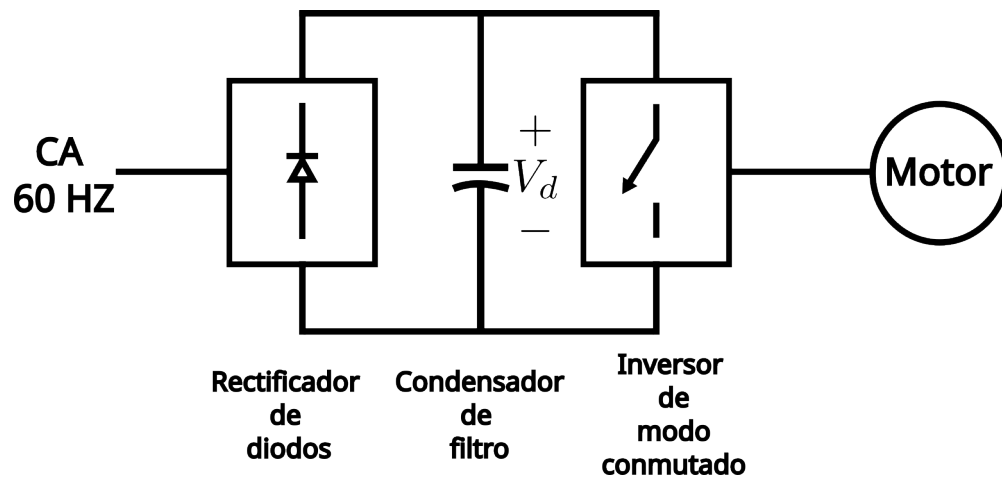 CA
60 HZ
+
V_d
−
Motor
Rectificador
de
diodos
Condensador
de
filtro
Inversor
de
modo
conmutado